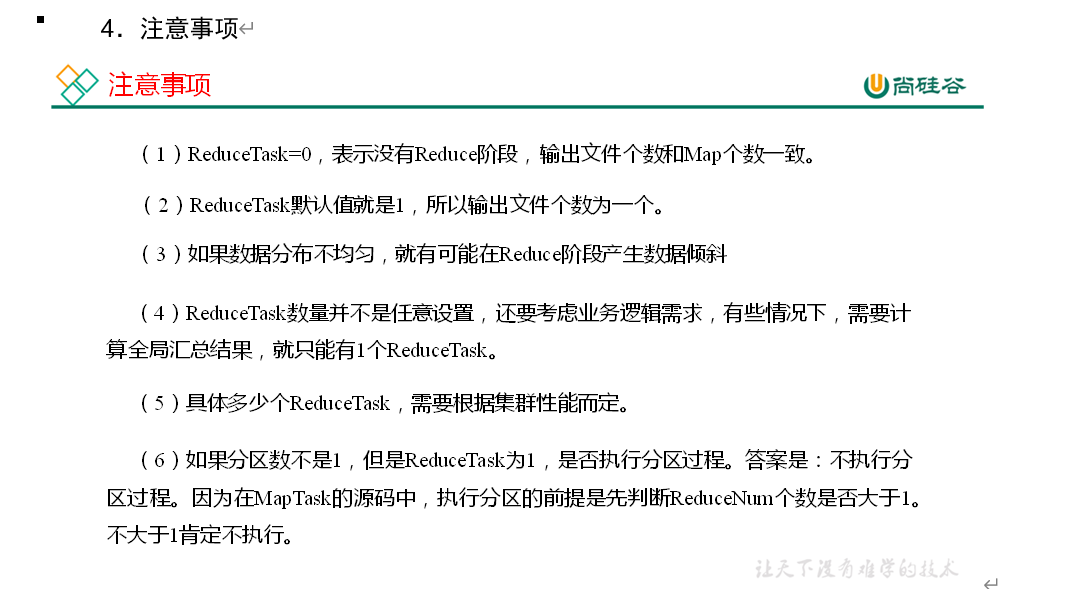 4．注意事项
注意事项
尚硅谷
（1）ReduceTask=0，表示没有Reduce阶段，输出文件个数和Map个数一致。
（2）ReduceTask默认值就是1，所以输出文件个数为一个。
（3）如果数据分布不均匀，就有可能在Reduce阶段产生数据倾斜
（4）ReduceTask数量并不是任意设置，还要考虑业务逻辑需求，有些情况下，需要计
算全局汇总结果，就只能有1个ReduceTask。
（5）具体多少个ReduceTask，需要根据集群性能而定。
（6）如果分区数不是1，但是ReduceTask为1，是否执行分区过程。答案是：不执行分
区过程。因为在MapTask的源码中，执行分区的前提是先判断ReduceNum个数是否大于1。
不大于1肯定不执行。
让天下没有难学的技术